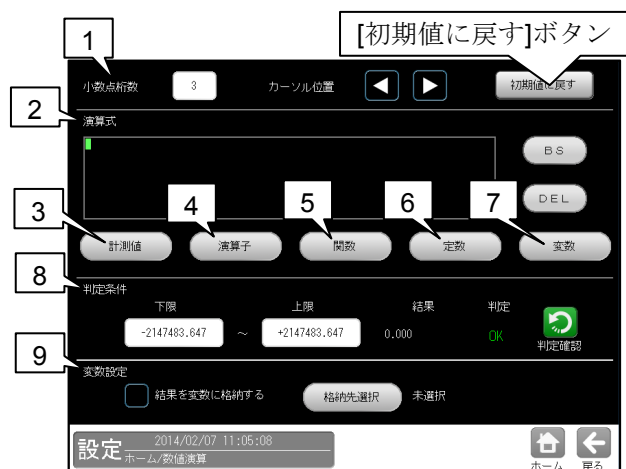 1
[初期値に戻す]ボタン
小数点桁数 3 カーソル位置 初期値に戻す
2
演算式
BS
DEL
3 4 5 6 7
計測値 演算子 関数 定数 変数
8
判定条件
下限 上限 結果 判定
-2147483.647 ～ +2147483.647 0.000 OK
判定確認
9
変数設定
結果を変数に格納する 格納先選択 未選択
設定 2014/02/07 11:05:08
ホーム/数値演算
ホーム 戻る